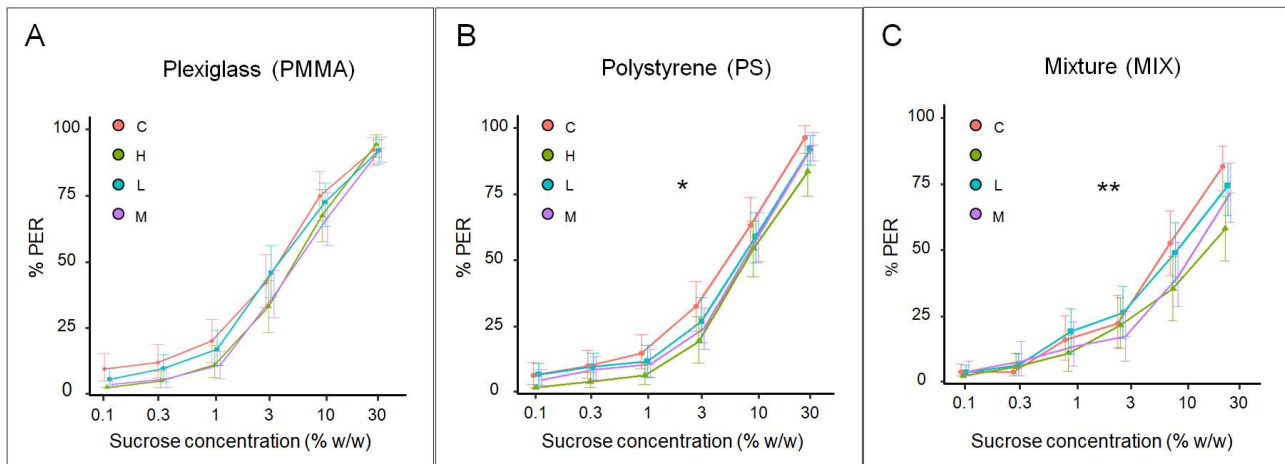 A
Plexiglass (PMMA)
C
H
L
M
100
75
50
25
0
% PER
0.1 0.3 1 3 10 30
Sucrose concentration (% w/w)
B
Polystyrene (PS)
C
H
L
M
*
100
75
50
25
0
% PER
0.1 0.3 1 3 10 30
Sucrose concentration (% w/w)
C
Mixture (MIX)
C
L
M
**
100
75
50
25
0
% PER
0.1 0.3 1 3 10 30
Sucrose concentration (% w/w)